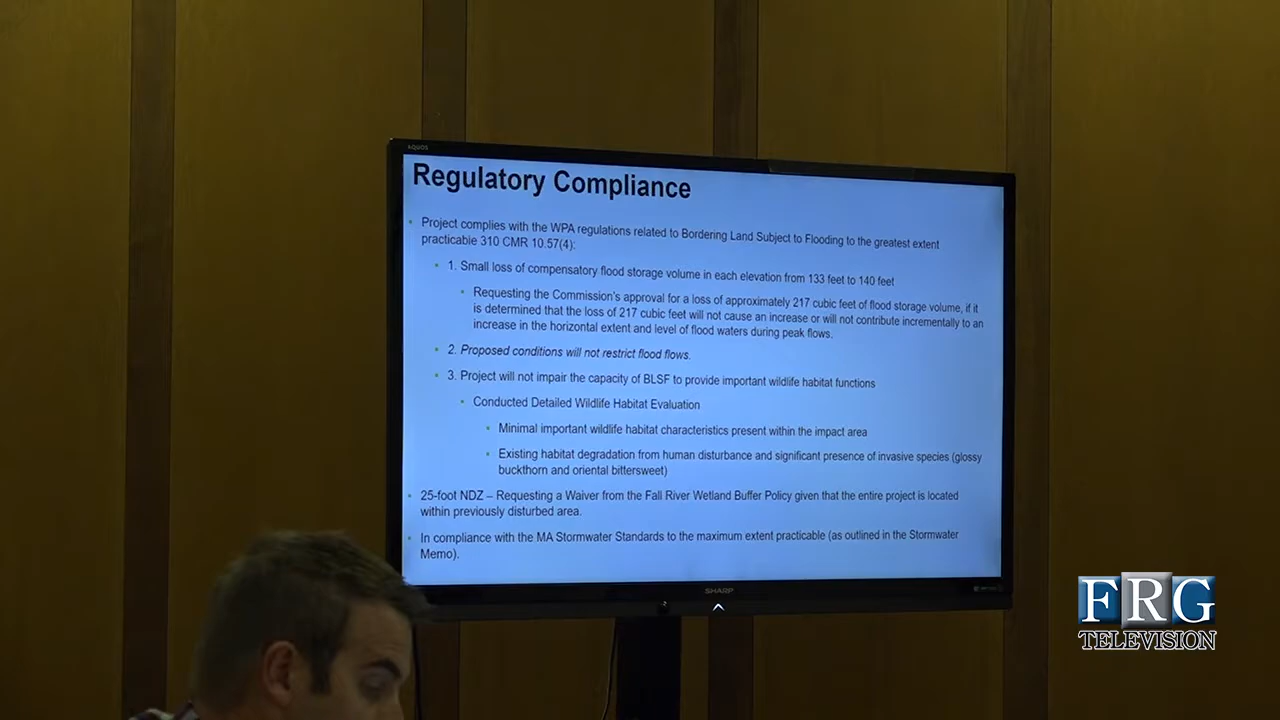 AQUOS
Regulatory Compliance
• Project complies with the WPA regulations related to Bordering Land Subject to Flooding to the greatest extent
practicable 310 CMR 10.57(4):
• 1. Small loss of compensatory flood storage volume in each elevation from 133 feet to 140 feet
• Requesting the Commission's approval for a loss of approximately 217 cubic feet of flood storage volume, if it
is determined that the loss of 217 cubic feet will not cause an increase or will not contribute incrementally to an
increase in the horizontal extent and level of flood waters during peak flows.
• 2. Proposed conditions will not restrict flood flows.
• 3. Project will not impair the capacity of BLSF to provide important wildlife habitat functions
• Conducted Detailed Wildlife Habitat Evaluation
• Minimal important wildlife habitat characteristics present within the impact area
• Existing habitat degradation from human disturbance and significant presence of invasive species (glossy
buckthorn and oriental bittersweet)
• 25-foot NDZ – Requesting a Waiver from the Fall River Wetland Buffer Policy given that the entire project is located
within previously disturbed area.
• In compliance with the MA Stormwater Standards to the maximum extent practicable (as outlined in the Stormwater
Memo).
SHARP
FRG
TELEVISION